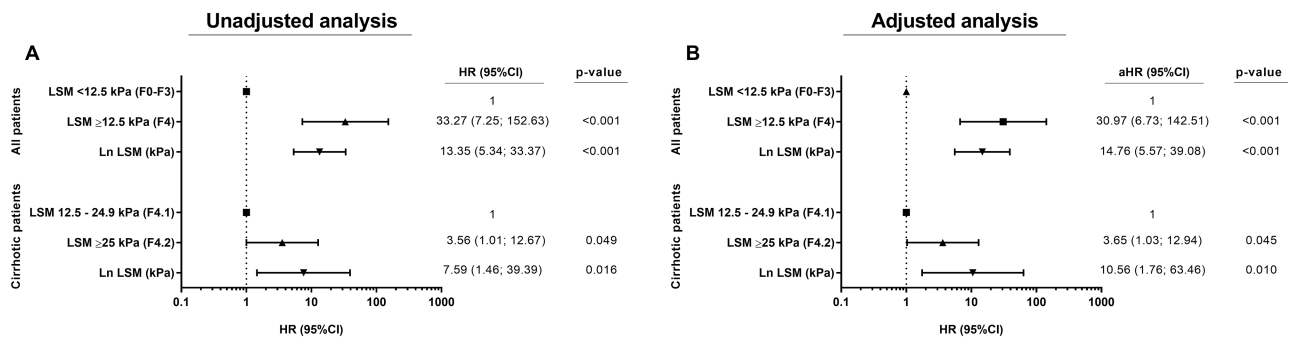 Unadjusted analysis
A
HR (95%CI) p-value
All patients
LSM <12.5 kPa (F0-F3) 1
LSM ≥12.5 kPa (F4) 33.27 (7.25; 152.63) <0.001
Ln LSM (kPa) 13.35 (5.34; 33.37) <0.001
Cirrhotic patients
LSM 12.5 - 24.9 kPa (F4.1) 1
LSM ≥25 kPa (F4.2) 3.56 (1.01; 12.67) 0.049
Ln LSM (kPa) 7.59 (1.46; 39.39) 0.016
0.1 1 10 100 1000
HR (95%CI)
Adjusted analysis
B
aHR (95%CI) p-value
All patients
LSM <12.5 kPa (F0-F3) 1
LSM ≥12.5 kPa (F4) 30.97 (6.73; 142.51) <0.001
Ln LSM (kPa) 14.76 (5.57; 39.08) <0.001
Cirrhotic patients
LSM 12.5 - 24.9 kPa (F4.1) 1
LSM ≥25 kPa (F4.2) 3.65 (1.03; 12.94) 0.045
Ln LSM (kPa) 10.56 (1.76; 63.46) 0.010
0.1 1 10 100 1000
HR (95%CI)